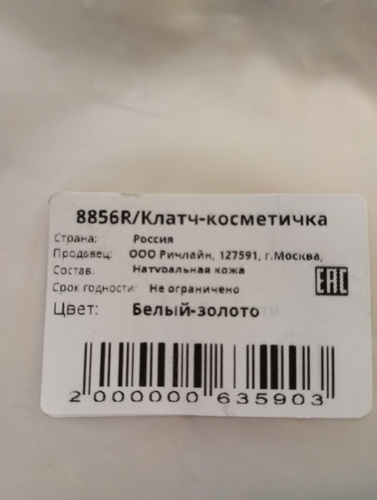 8856R/Клатч-косметичка
Страна: Россия
Продавец: ООО Ричлайн, 127591, г.Москва,
Состав: Натуральная кожа
Срок годности: Не ограничено
EAC
Цвет: Белый-золото
2 000000 635903